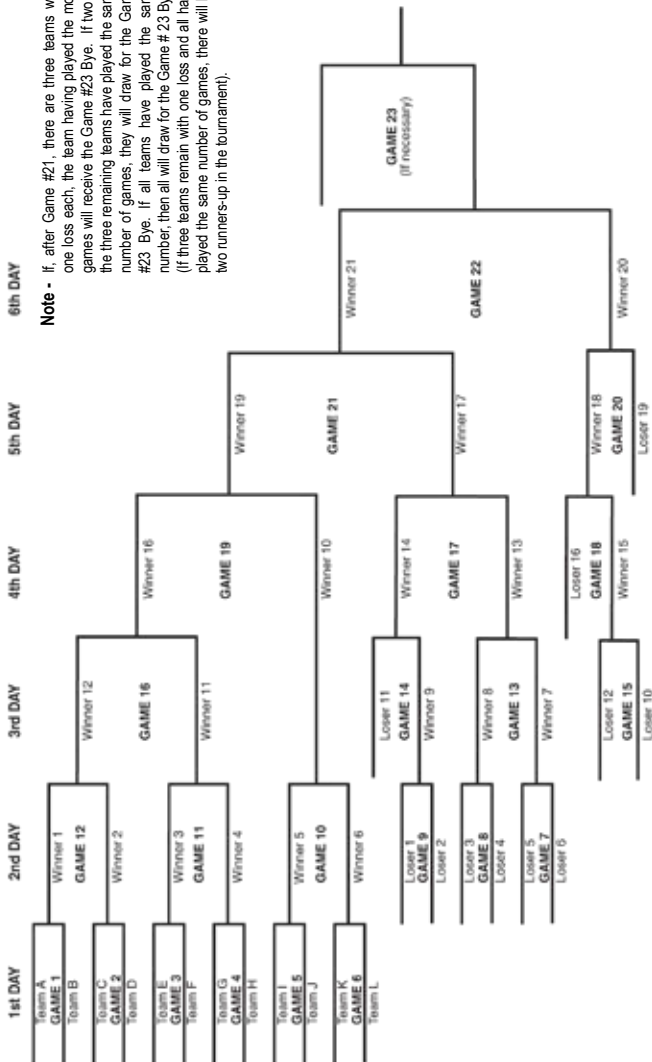 1st DAY
2nd DAY
3rd DAY
4th DAY
5th DAY
6th DAY
Note - If, after Game #21, there are three teams
one loss each, the team having played the
games will receive the Game #23 Bye. If two
the three remaining teams have played the
number of games, they will draw for the
#23 Bye. If all teams have played the
number, then all will draw for the Game # 23
(If three teams remain with one loss and all
played the same number of games, there will
two runners-up in the tournament).
Team A
GAME 1
Team B
Team C
GAME 2
Team D
Team E
GAME 3
Team F
Team G
GAME 4
Team H
Team I
GAME 5
Team J
Team K
GAME 6
Team L
Winner 1
GAME 12
Winner 2
Winner 3
GAME 11
Winner 4
Winner 5
GAME 10
Winner 6
Loser 1
GAME 9
Loser 2
Loser 3
GAME 8
Loser 4
Loser 5
GAME 7
Loser 6
Winner 12
GAME 16
Winner 11
Loser 11
GAME 14
Winner 9
Winner 8
GAME 13
Winner 7
Loser 12
GAME 15
Loser 10
Winner 16
GAME 19
Winner 10
Winner 14
GAME 17
Winner 13
Loser 16
GAME 18
Winner 15
Winner 19
GAME 21
Winner 17
Winner 18
GAME 20
Loser 19
Winner 21
GAME 22
Winner 20
GAME 23
(If necessary)